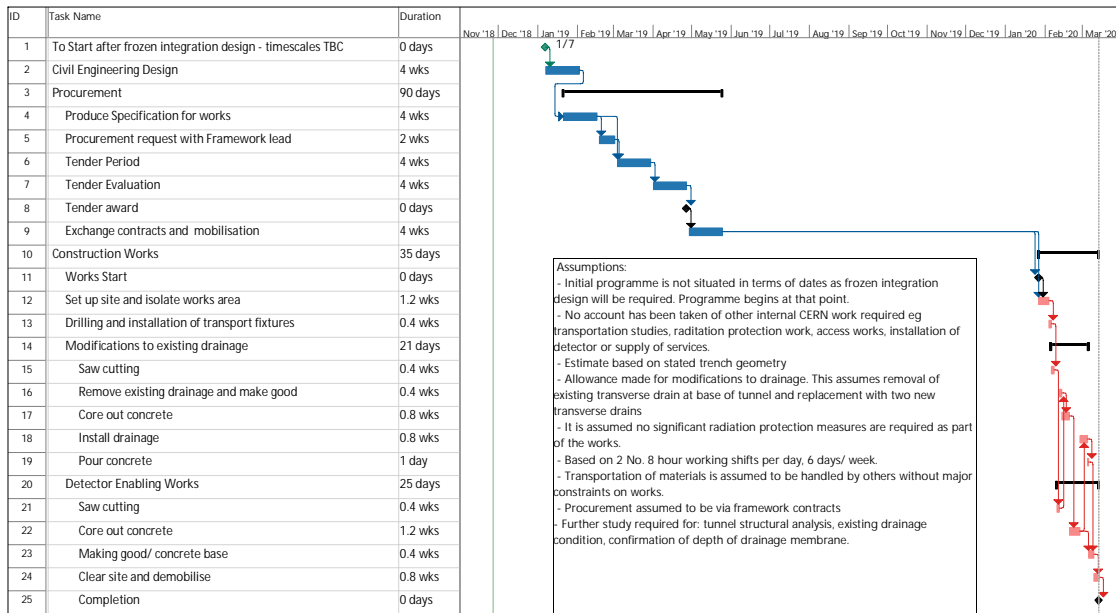 ID Task Name Duration
Nov '18 Dec '18 Jan '19 Feb '19 Mar '19 Apr '19 May '19 Jun '19 Jul '19 Aug '19 Sep '19 Oct '19 Nov '19 Dec '19 Jan '20 Feb '20 Mar '20
1 To Start after frozen integration design - timescales TBC 0 days
1/7
2 Civil Engineering Design 4 wks
3 Procurement 90 days
4 Produce Specification for works 4 wks
5 Procurement request with Framework lead 2 wks
6 Tender Period 4 wks
7 Tender Evaluation 4 wks
8 Tender award 0 days
9 Exchange contracts and mobilisation 4 wks
10 Construction Works 35 days
11 Works Start 0 days
12 Set up site and isolate works area 1.2 wks
13 Drilling and installation of transport fixtures 0.4 wks
14 Modifications to existing drainage 21 days
15 Saw cutting 0.4 wks
16 Remove existing drainage and make good 0.4 wks
17 Core out concrete 0.8 wks
18 Install drainage 0.8 wks
19 Pour concrete 1 day
20 Detector Enabling Works 25 days
21 Saw cutting 0.4 wks
22 Core out concrete 1.2 wks
23 Making good/ concrete base 0.4 wks
24 Clear site and demobilise 0.8 wks
25 Completion 0 days
Assumptions:
- Initial programme is not situated in terms of dates as frozen integration
design will be required. Programme begins at that point.
- No account has been taken of other internal CERN work required eg
transportation studies, raditation protection work, access works, installation of
detector or supply of services.
- Estimate based on stated trench geometry
- Allowance made for modifications to drainage. This assumes removal of
existing transverse drain at base of tunnel and replacement with two new
transverse drains
- It is assumed no significant radiation protection measures are required as part
of the works.
- Based on 2 No. 8 hour working shifts per day, 6 days/ week.
- Transportation of materials is assumed to be handled by others without major
constraints on works.
- Procurement assumed to be via framework contracts
- Further study required for: tunnel structural analysis, existing drainage
condition, confirmation of depth of drainage membrane.